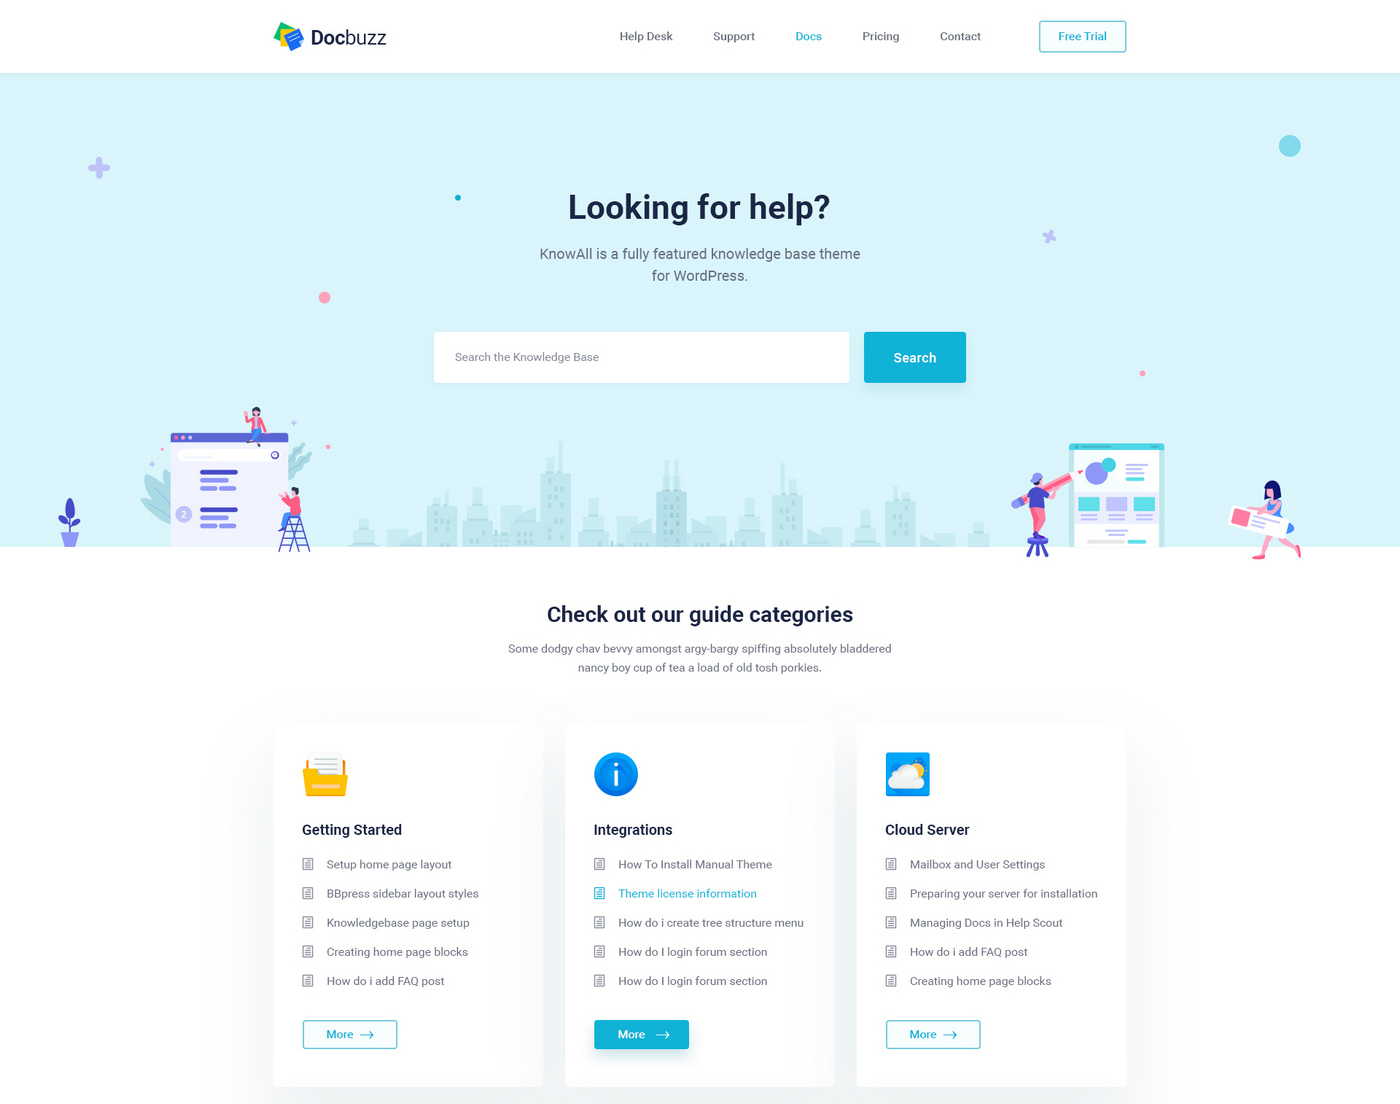 Docbuzz
Help Desk
Support
Docs
Pricing
Contact
Free Trial
Looking for help?
KnowAll is a fully featured knowledge base theme
for WordPress.
Search the Knowledge Base
Search
2
Check out our guide categories
Some dodgy chav bevvy amongst argy-bargy spiffing absolutely bladdered
nancy boy cup of tea a load of old tosh porkies.
Getting Started
Setup home page layout
BBpress sidebar layout styles
Knowledgebase page setup
Creating home page blocks
How do i add FAQ post
More
Integrations
How To Install Manual Theme
Theme license information
How do i create tree structure menu
How do I login forum section
How do I login forum section
More
Cloud Server
Mailbox and User Settings
Preparing your server for installation
Managing Docs in Help Scout
How do i add FAQ post
Creating home page blocks
More